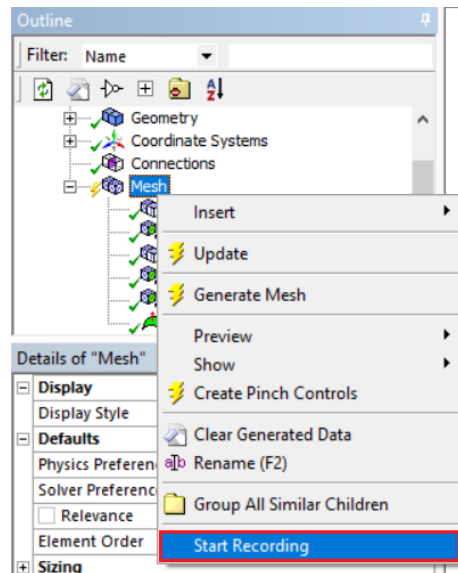 Outline
Filter: Name
Geometry
Coordinate Systems
Connections
Mesh
Insert
Update
Generate Mesh
Preview
Show
Create Pinch Controls
Clear Generated Data
Rename (F2)
Group All Similar Children
Start Recording
Details of "Mesh"
Display
Display Style
Defaults
Physics Preferen
Solver Preferenc
Relevance
Element Order
Sizing